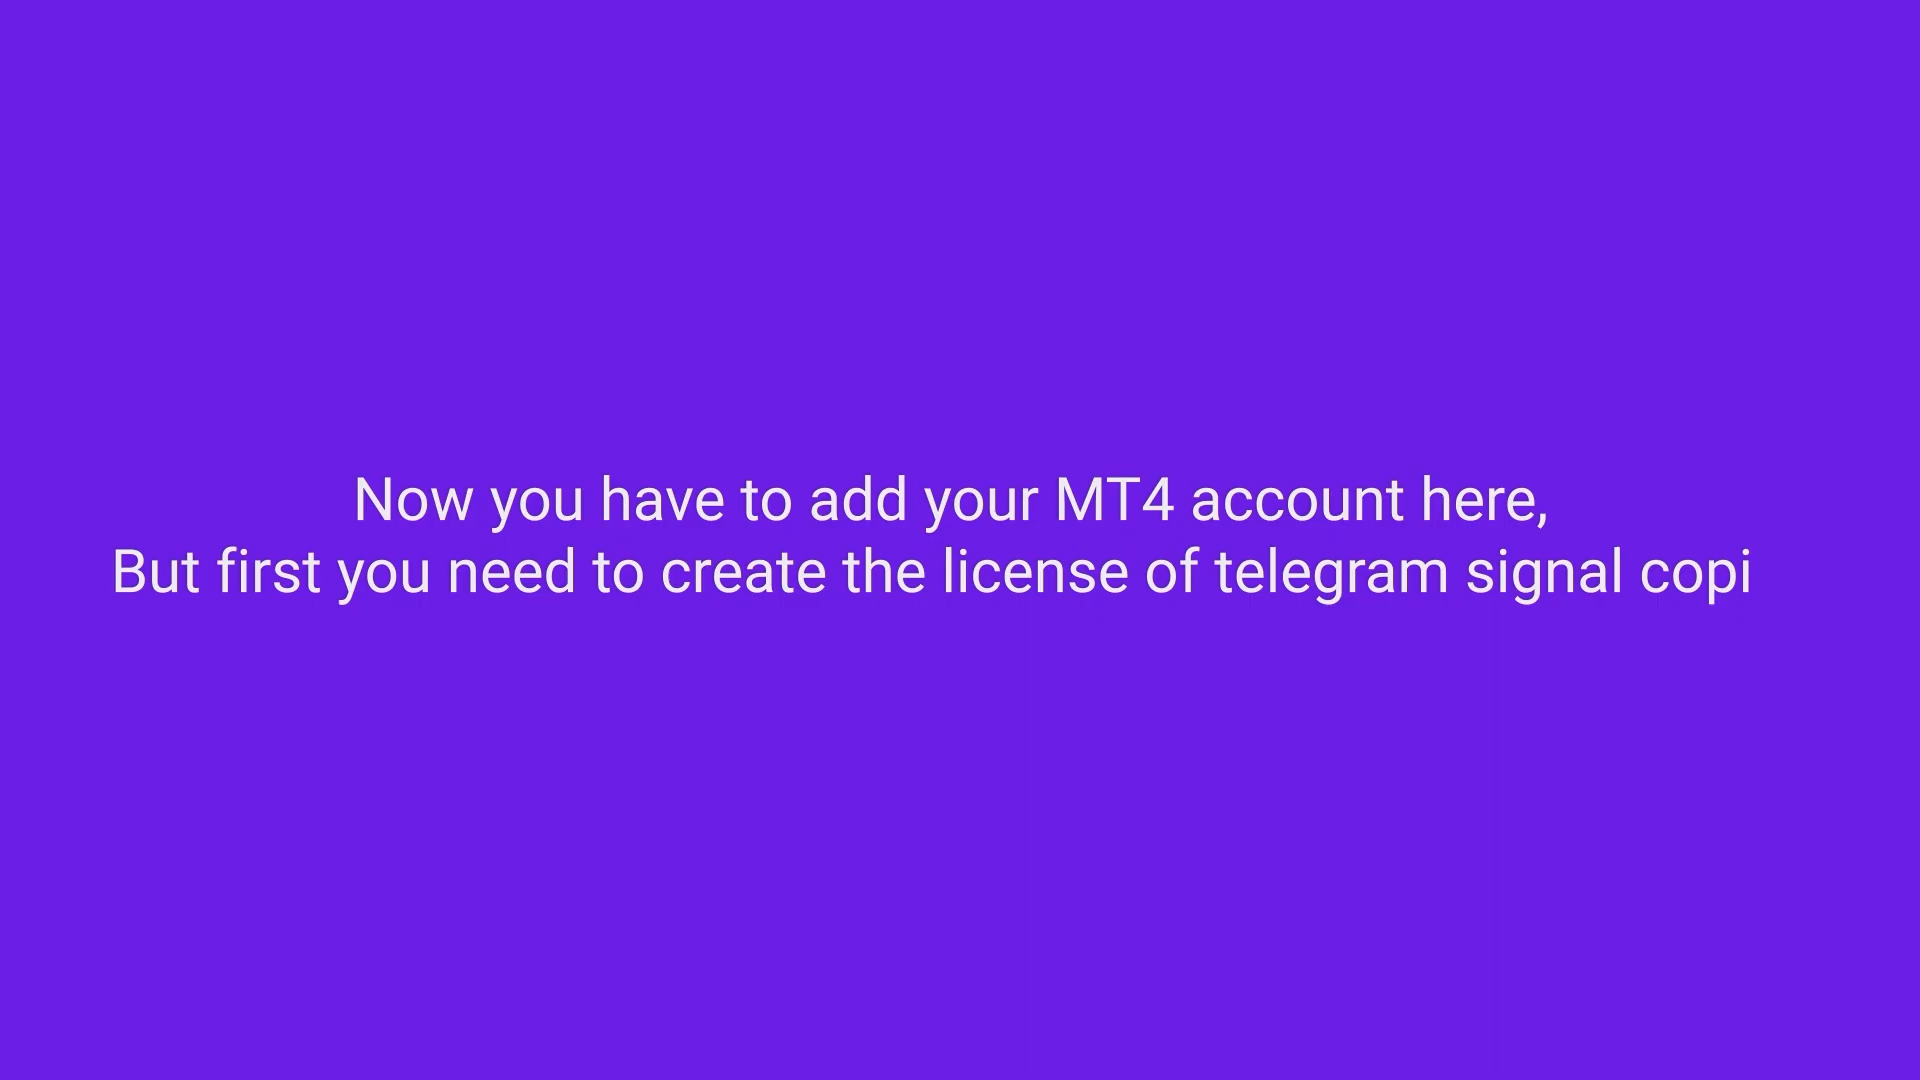 Now you have to add your MT4 account here,
But first you need to create the license of telegram signal copi